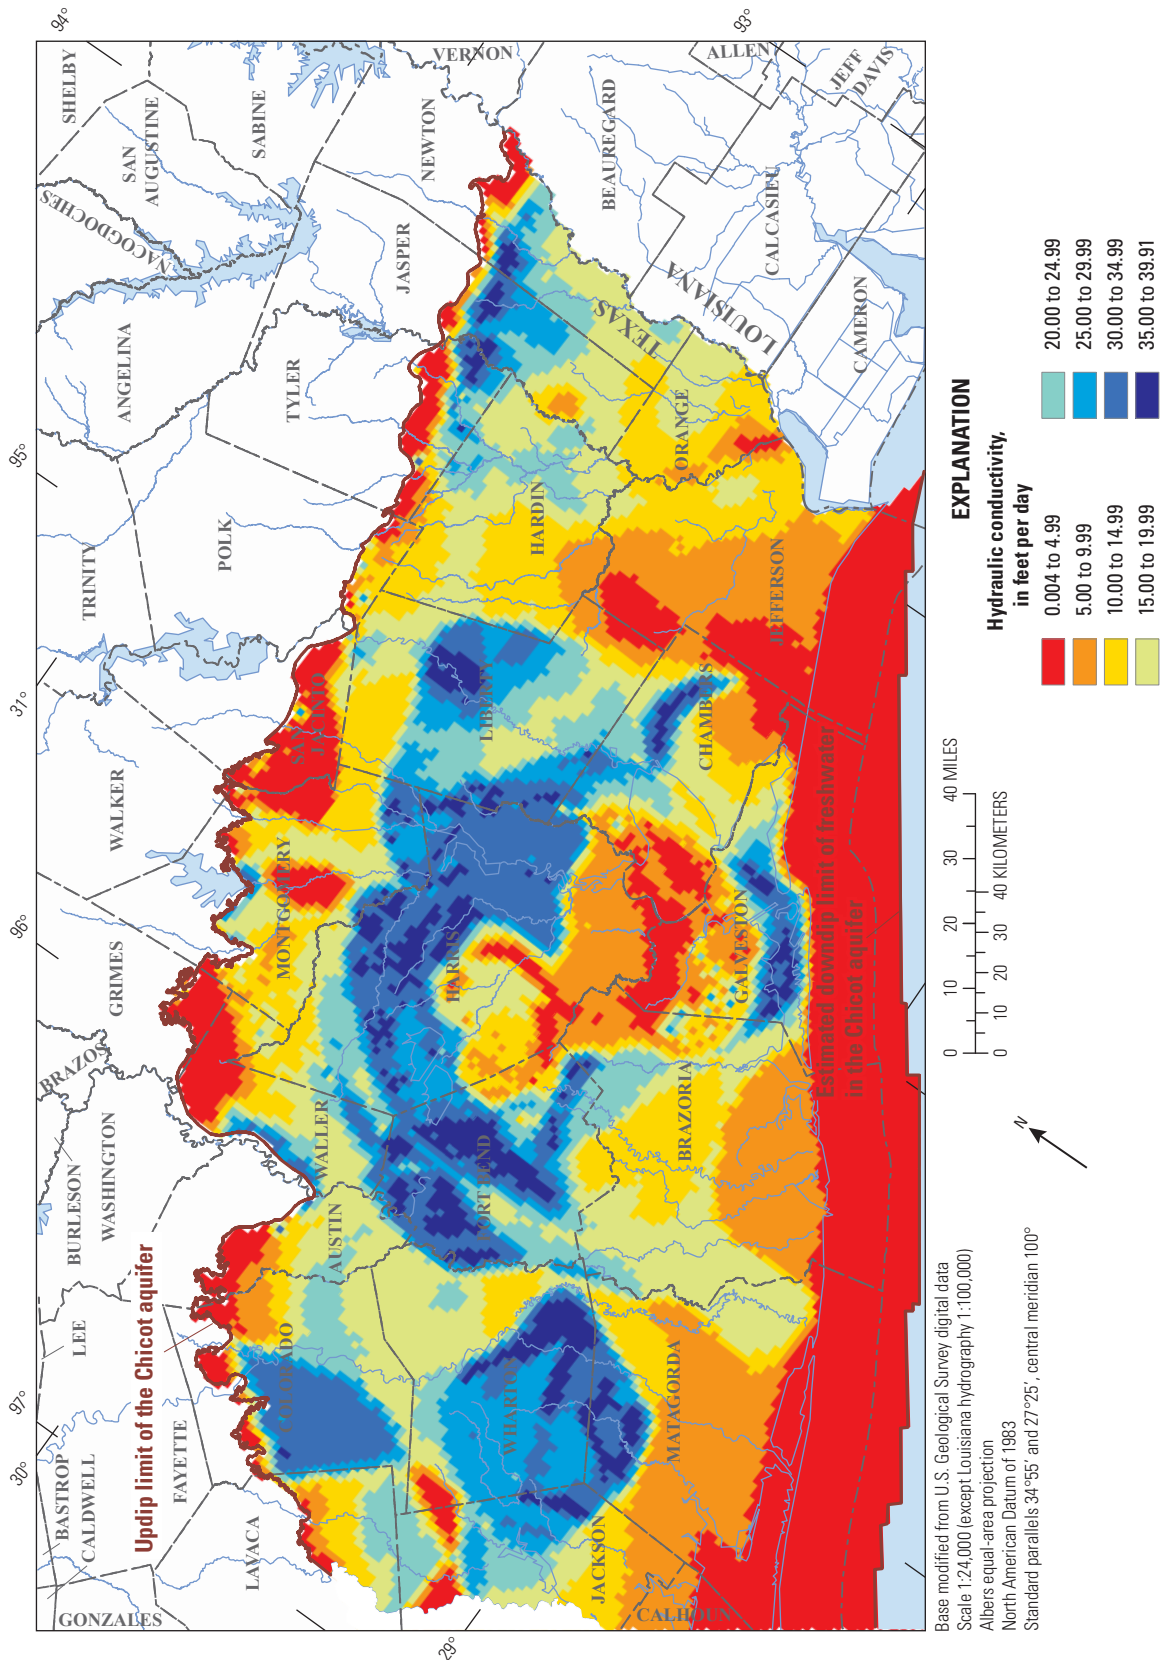 97°
96°
95°
94°
30°
31°
29°
93°
GONZALES
BASTROP
CALDWELL
LEE
BURLESON
WASHINGTON
BRAZOS
GRIMES
WALKER
TRINITY
ANGELINA
NACOGDOCHES
SHELBY
SAN
AUGUSTINE
SABINE
Updip limit of the Chicot aquifer
FAYETTE
LAVACA
COLORADO
AUSTIN
WALLER
MONTGOMERY
SAN
JACINTO
POLK
TYLER
JASPER
NEWTON
VERNON
JACKSON
WHARTON
FORT BEND
HARRIS
LIBERTY
HARDIN
BEAUREGARD
ALLEN
CALHOUN
MATAGORDA
BRAZORIA
GALVESTON
CHAMBERS
JEFFERSON
ORANGE
TEXAS
LOUISIANA
CALCASIEU
CAMERON
JEFF
DAVIS
Estimated downdip limit of freshwater
in the Chicot aquifer
Base modified from U.S. Geological Survey digital data
Scale 1:24,000 (except Louisiana hydrography 1:100,000)
Albers equal-area projection
North American Datum of 1983
Standard parallels 34°55' and 27°25', central meridian 100°
N
0 10 20 30 40 MILES
0 10 20 30 40 KILOMETERS
EXPLANATION
Hydraulic conductivity,
in feet per day
0.004 to 4.99
5.00 to 9.99
10.00 to 14.99
15.00 to 19.99
20.00 to 24.99
25.00 to 29.99
30.00 to 34.99
35.00 to 39.91